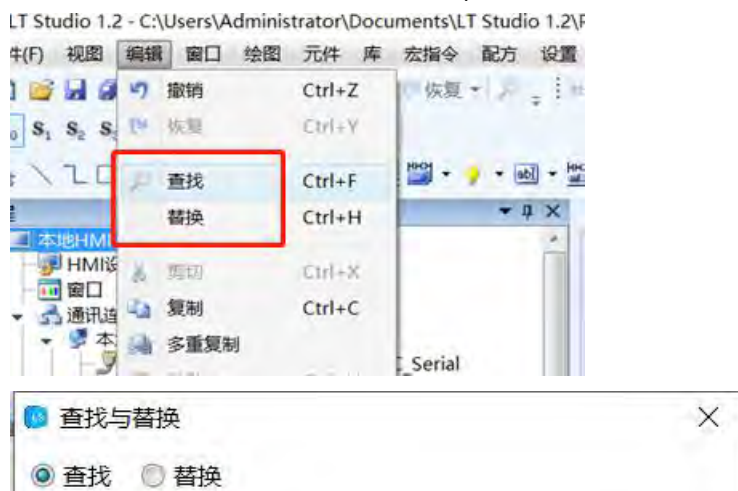 LT Studio 1.2 - C:\Users\Administrator\Documents\LT Studio 1.2\
件(F) 视图 编辑 窗口 绘图 元件 库 宏指令 配方 设置
撤销 Ctrl+Z 恢复
S₁ S₂ S
恢复 Ctrl+Y
查找 Ctrl+F
替换 Ctrl+H
本地HMI
HMI设 剪切 Ctrl+X
窗口
复制 Ctrl+C
通讯连
多重复制
本
C_Serial
查找与替换
查找 替换